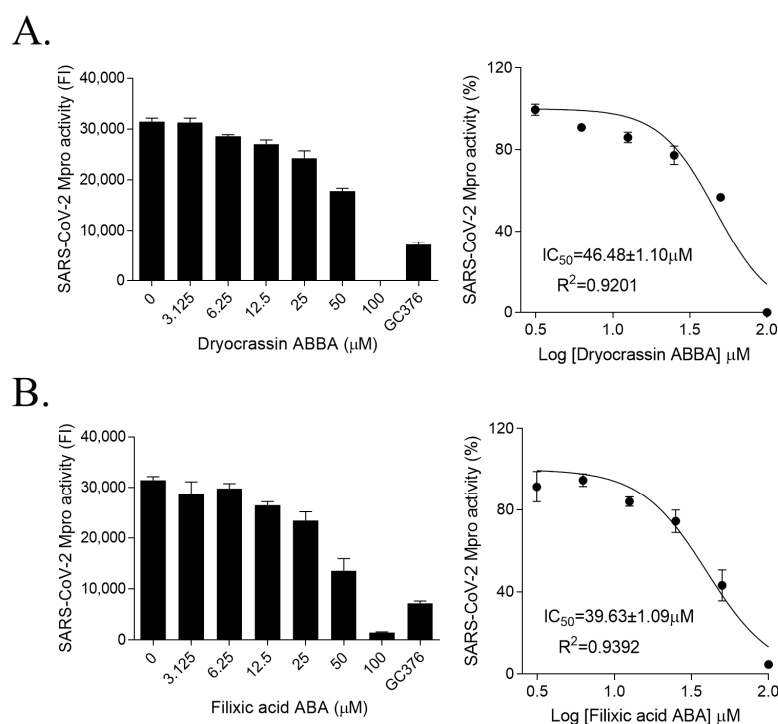 A.
SARS-CoV-2 Mpro activity (FI)
40,000
30,000
20,000
10,000
0
0
3.125
6.25
12.5
25
50
100
GC376
Dryocrassin ABBA (μM)
SARS-CoV-2 Mpro activity (%)
120
80
40
0
IC50=46.48±1.10μM
R2=0.9201
0.5
1.0
1.5
2.0
Log [Dryocrassin ABBA] μM
B.
SARS-CoV-2 Mpro activity (FI)
40,000
30,000
20,000
10,000
0
0
3.125
6.25
12.5
25
50
100
GC376
Filixic acid ABA (μM)
SARS-CoV-2 Mpro activity (%)
120
80
40
0
IC50=39.63±1.09μM
R2=0.9392
0.5
1.0
1.5
2.0
Log [Filixic acid ABA] μM